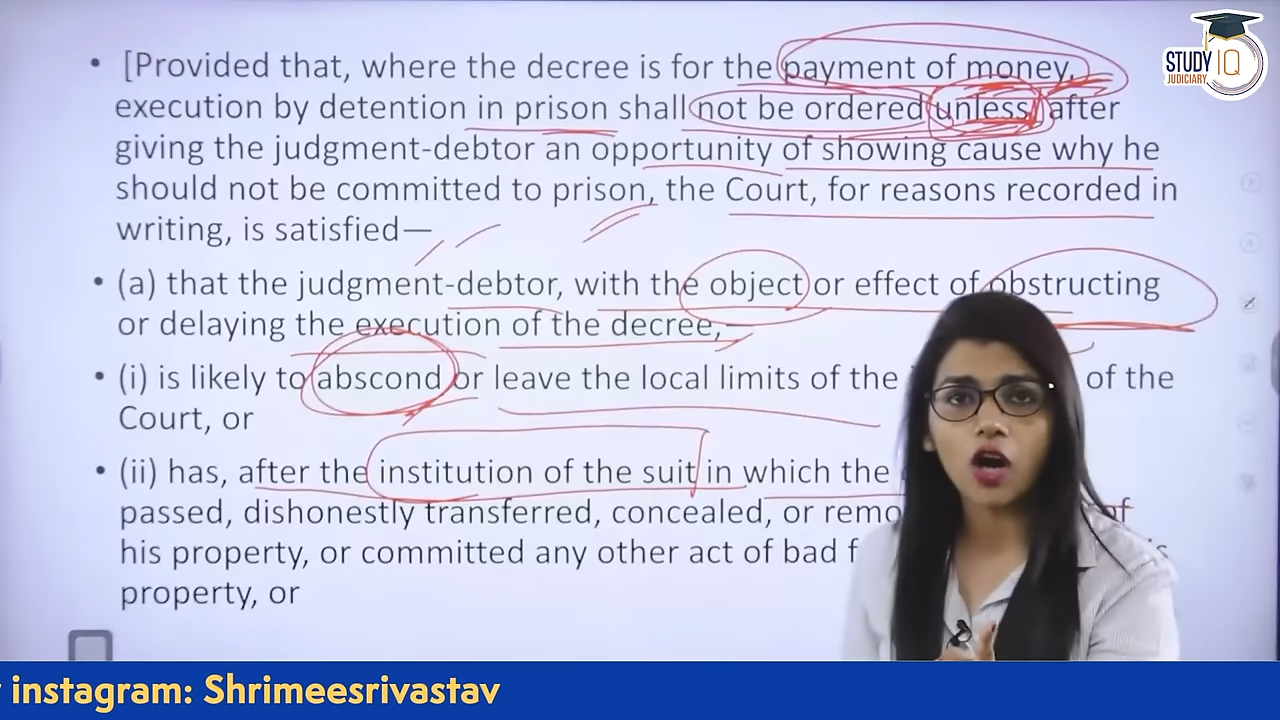 • [Provided that, where the decree is for the payment of money,
execution by detention in prison shall not be ordered unless, after
giving the judgment-debtor an opportunity of showing cause why he
should not be committed to prison, the Court, for reasons recorded in
writing, is satisfied—
• (a) that the judgment-debtor, with the object or effect of obstructing
or delaying the execution of the decree,—
• (i) is likely to abscond or leave the local limits of the of the
Court, or
• (ii) has, after the institution of the suit in which the
passed, dishonestly transferred, concealed, or of
his property, or committed any other act of bad
property, or
STUDY IQ
JUDICIARY
instagram: Shrimeesrivastav